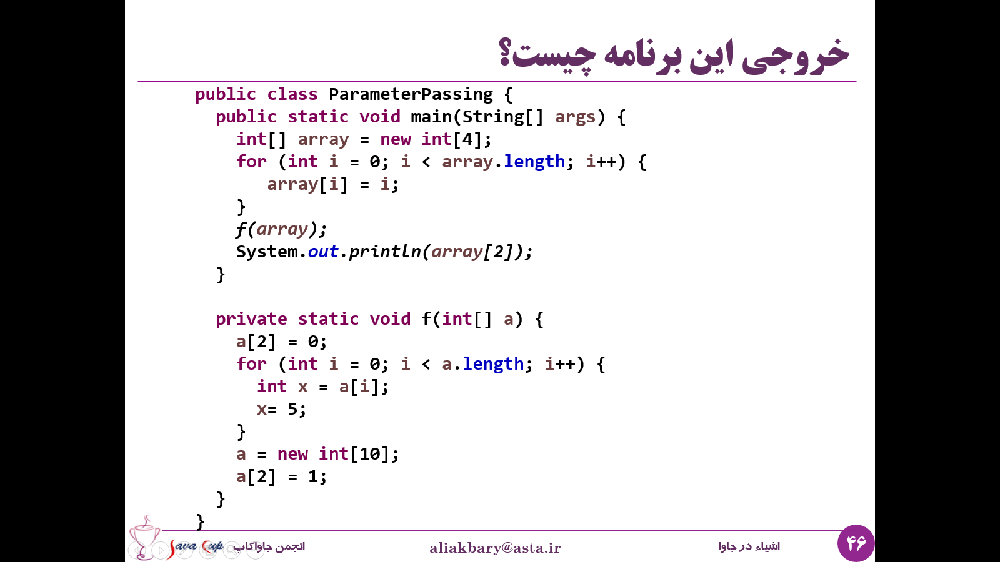 خروجی این برنامه چیست؟
public class ParameterPassing {
public static void main(String[] args) {
int[] array = new int[4];
for (int i = 0; i < array.length; i++) {
array[i] = i;
}
f(array);
System.out.println(array[2]);
}
private static void f(int[] a) {
a[2] = 0;
for (int i = 0; i < a.length; i++) {
int x = a[i];
x= 5;
}
a = new int[10];
a[2] = 1;
}
}
Java Cup انجمن جاواکاپ
aliakbary@asta.ir
اشیاء در جاوا
۴۶